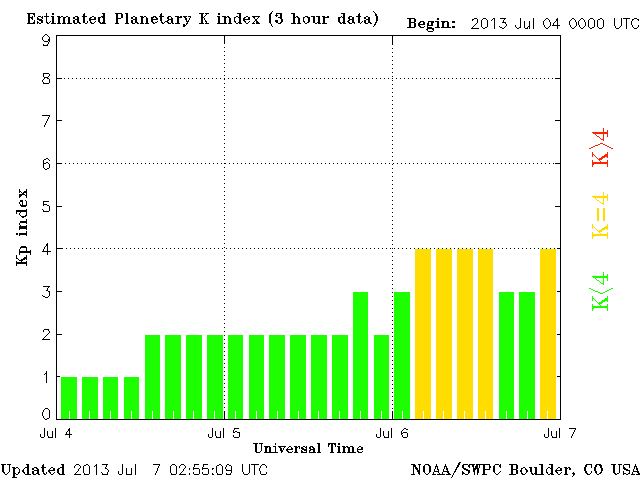 Estimated Planetary K index (3 hour data) Begin: 2013 Jul 04 0000 UTC
9
8
7
6
5
4
3
2
1
0
Kp index
K>4
K=4
K<4
Jul 4 Jul 5 Jul 6 Jul 7
Universal Time
Updated 2013 Jul 7 02:55:09 UTC NOAA/SWPC Boulder, CO USA